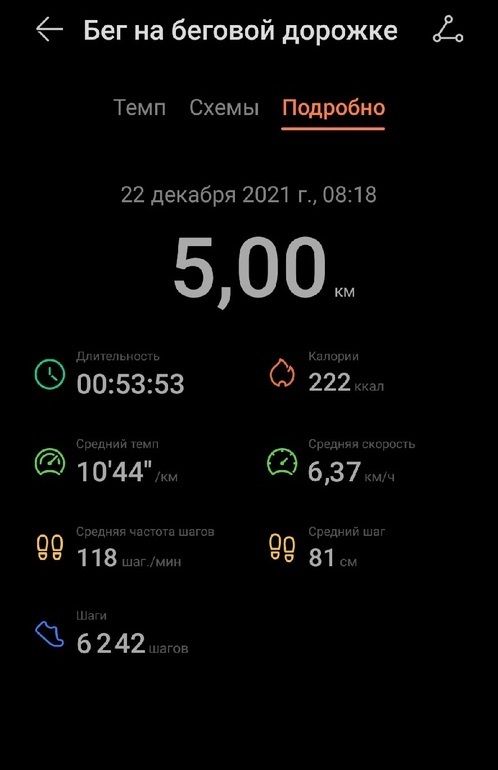 Бег на беговой дорожке
Темп Схемы Подробно
22 декабря 2021 г., 08:18
5,00 км
Длительность
00:53:53
Калории
222 ккал
Средний темп
10'44" /км
Средняя скорость
6,37 км/ч
Средняя частота шагов
118 шаг./мин
Средний шаг
81 см
Шаги
6 242 шагов